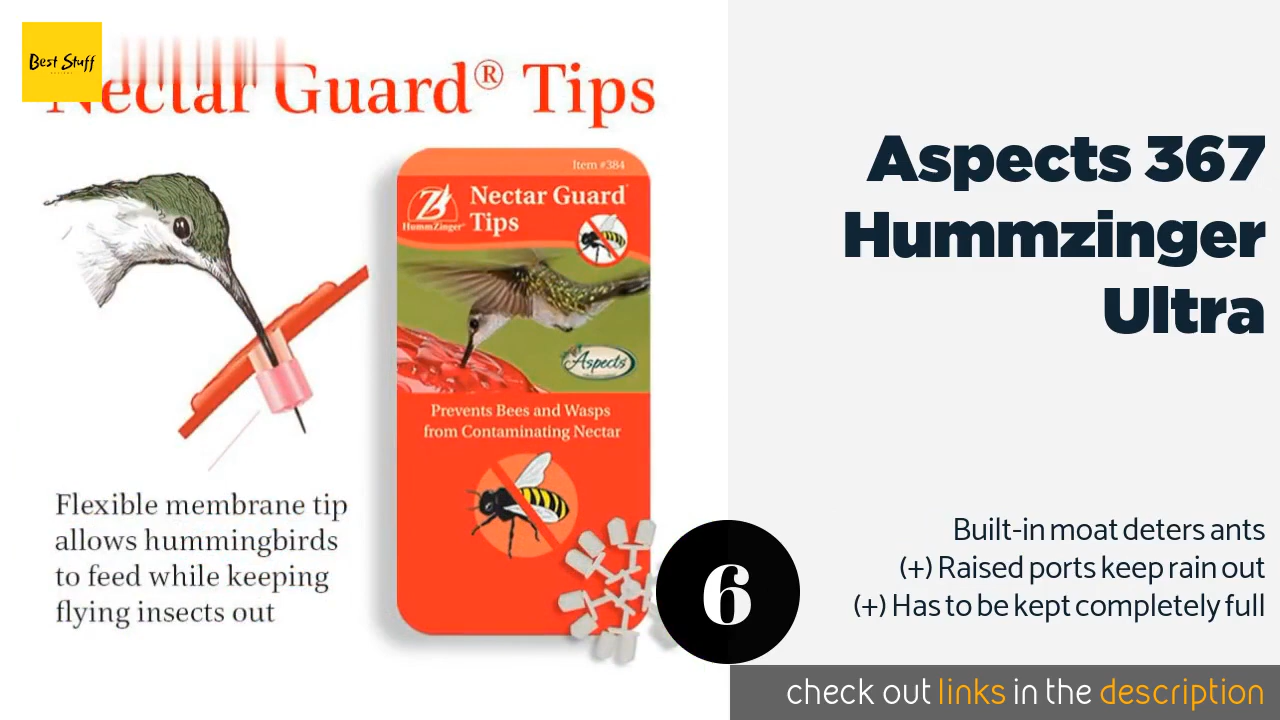 Best Stuff
Nectar Guard® Tips
Item #384
HummZinger
Nectar Guard
Tips
Aspects
Prevents Bees and Wasps
from Contaminating Nectar
Flexible membrane tip
allows hummingbirds
to feed while keeping
flying insects out
Aspects 367
Hummzinger
Ultra
6
Built-in moat deters ants
(+) Raised ports keep rain out
(+) Has to be kept completely full
check out links in the description